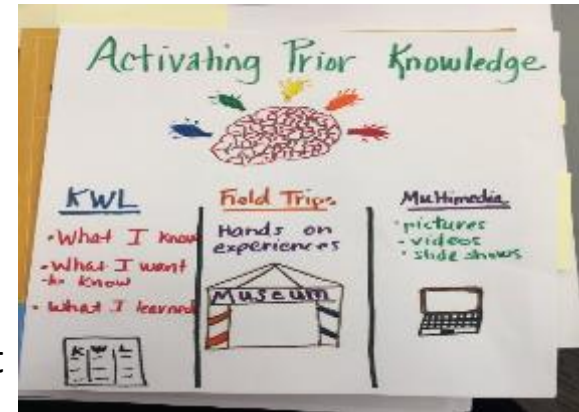 Activating Prior Knowledge
KWL
• What I know
• What I want
to know
• What I learned
K W L
Field Trips
Hands on
experiences
Museum
Multimedia
• pictures
- videos
• slide shows